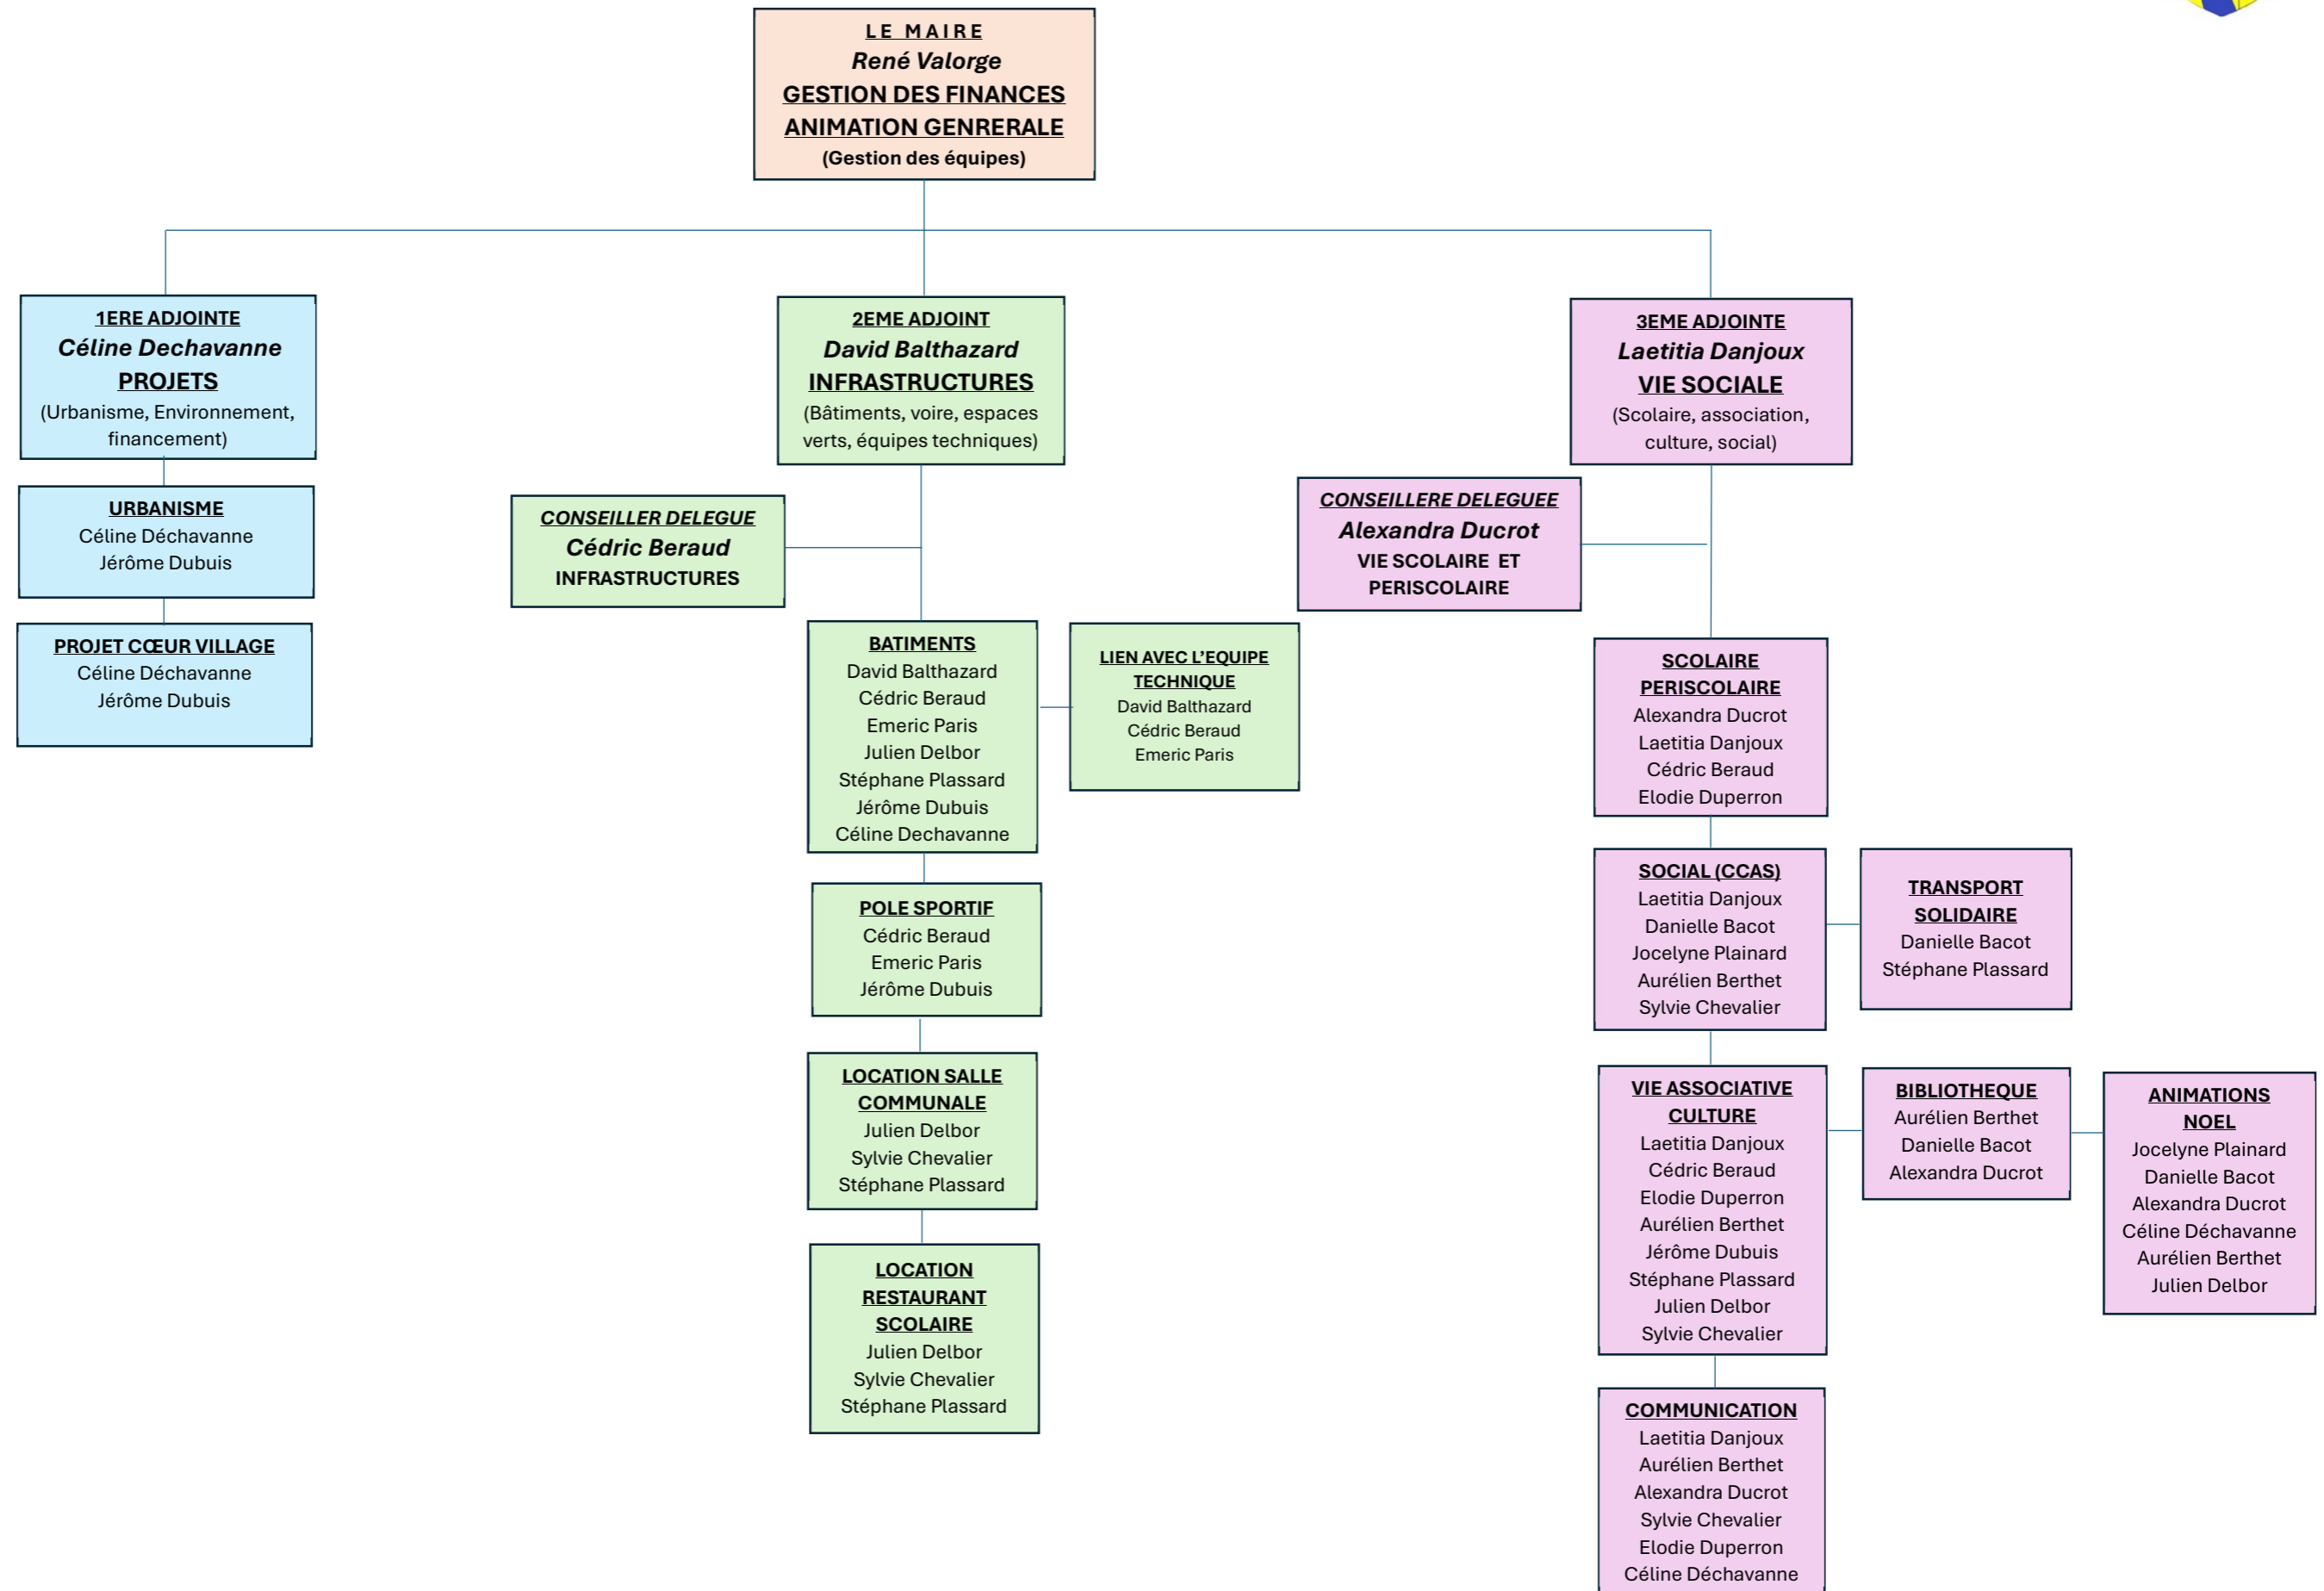 LE MAIRE
René Valorge
GESTION DES FINANCES
ANIMATION GENRERALE
(Gestion des équipes)
1ERE ADJOINTE
Céline Dechavanne
PROJETS
(Urbanisme, Environnement,
financement)
URBANISME
Céline Déchavanne
Jérôme Dubuis
PROJET CŒUR VILLAGE
Céline Déchavanne
Jérôme Dubuis
2EME ADJOINT
David Balthazard
INFRASTRUCTURES
(Bâtiments, voire, espaces
verts, équipes techniques)
CONSEILLER DELEGUE
Cédric Beraud
INFRASTRUCTURES
BATIMENTS
David Balthazard
Cédric Beraud
Emeric Paris
Julien Delbor
Stéphane Plassard
Jérôme Dubuis
Céline Dechavanne
LIEN AVEC L’EQUIPE
TECHNIQUE
David Balthazard
Cédric Beraud
Emeric Paris
POLE SPORTIF
Cédric Beraud
Emeric Paris
Jérôme Dubuis
LOCATION SALLE
COMMUNALE
Julien Delbor
Sylvie Chevalier
Stéphane Plassard
LOCATION
RESTAURANT
SCOLAIRE
Julien Delbor
Sylvie Chevalier
Stéphane Plassard
3EME ADJOINTE
Laetitia Danjoux
VIE SOCIALE
(Scolaire, association,
culture, social)
CONSEILLERE DELEGUEE
Alexandra Ducrot
VIE SCOLAIRE ET
PERISCOLAIRE
SCOLAIRE
PERISCOLAIRE
Alexandra Ducrot
Laetitia Danjoux
Cédric Beraud
Elodie Duperron
SOCIAL (CCAS)
Laetitia Danjoux
Danielle Bacot
Jocelyne Plainard
Aurélien Berthet
Sylvie Chevalier
TRANSPORT
SOLIDAIRE
Danielle Bacot
Stéphane Plassard
VIE ASSOCIATIVE
CULTURE
Laetitia Danjoux
Cédric Beraud
Elodie Duperron
Aurélien Berthet
Jérôme Dubuis
Stéphane Plassard
Julien Delbor
Sylvie Chevalier
BIBLIOTHEQUE
Aurélien Berthet
Danielle Bacot
Alexandra Ducrot
ANIMATIONS
NOEL
Jocelyne Plainard
Danielle Bacot
Alexandra Ducrot
Céline Déchavanne
Aurélien Berthet
Julien Delbor
COMMUNICATION
Laetitia Danjoux
Aurélien Berthet
Alexandra Ducrot
Sylvie Chevalier
Elodie Duperron
Céline Déchavanne